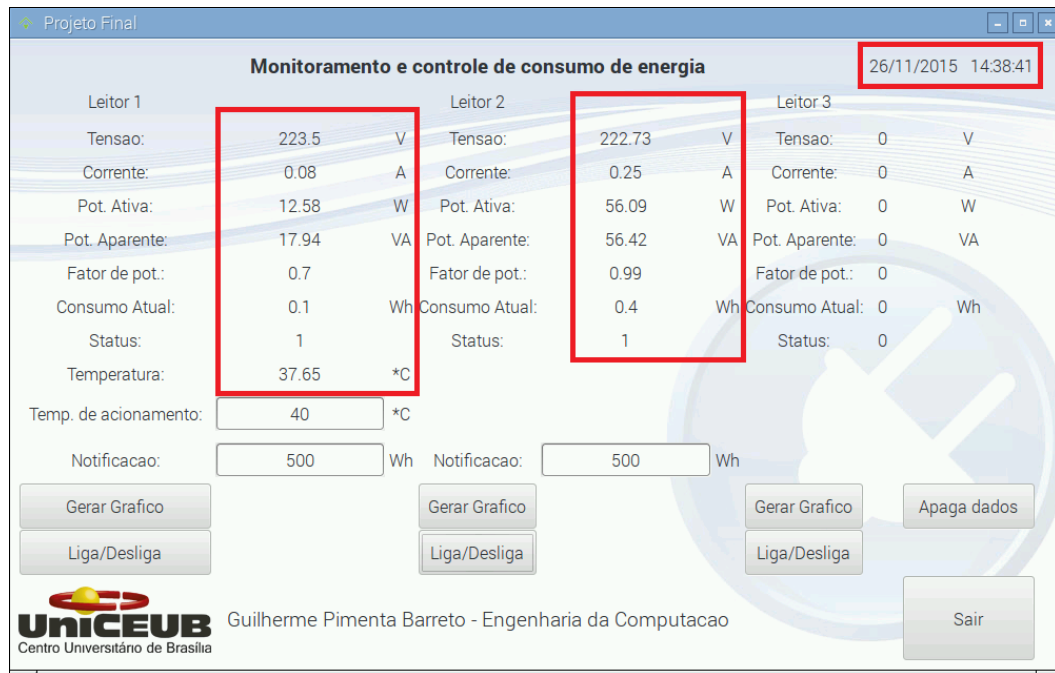 Projeto Final
Monitoramento e controle de consumo de energia 26/11/2015 14:38:41
Leitor 1 Leitor 2 Leitor 3
Tensao: 223.5 V Tensao: 222.73 V Tensao: 0 V
Corrente: 0.08 A Corrente: 0.25 A Corrente: 0 A
Pot. Ativa: 12.58 W Pot. Ativa: 56.09 W Pot. Ativa: 0 W
Pot. Aparente: 17.94 VA Pot. Aparente: 56.42 VA Pot. Aparente: 0 VA
Fator de pot.: 0.7 Fator de pot.: 0.99 Fator de pot.: 0
Consumo Atual: 0.1 Wh Consumo Atual: 0.4 Wh Consumo Atual: 0 Wh
Status: 1 Status: 1 Status: 0
Temperatura: 37.65 *C
Temp. de acionamento: 40 *C
Notificacao: 500 Wh Notificacao: 500 Wh
Gerar Grafico Gerar Grafico Gerar Grafico Apaga dados
Liga/Desliga Liga/Desliga Liga/Desliga
UniCEUB
Centro Universitário de Brasília
Guilherme Pimenta Barreto - Engenharia da Computacao
Sair